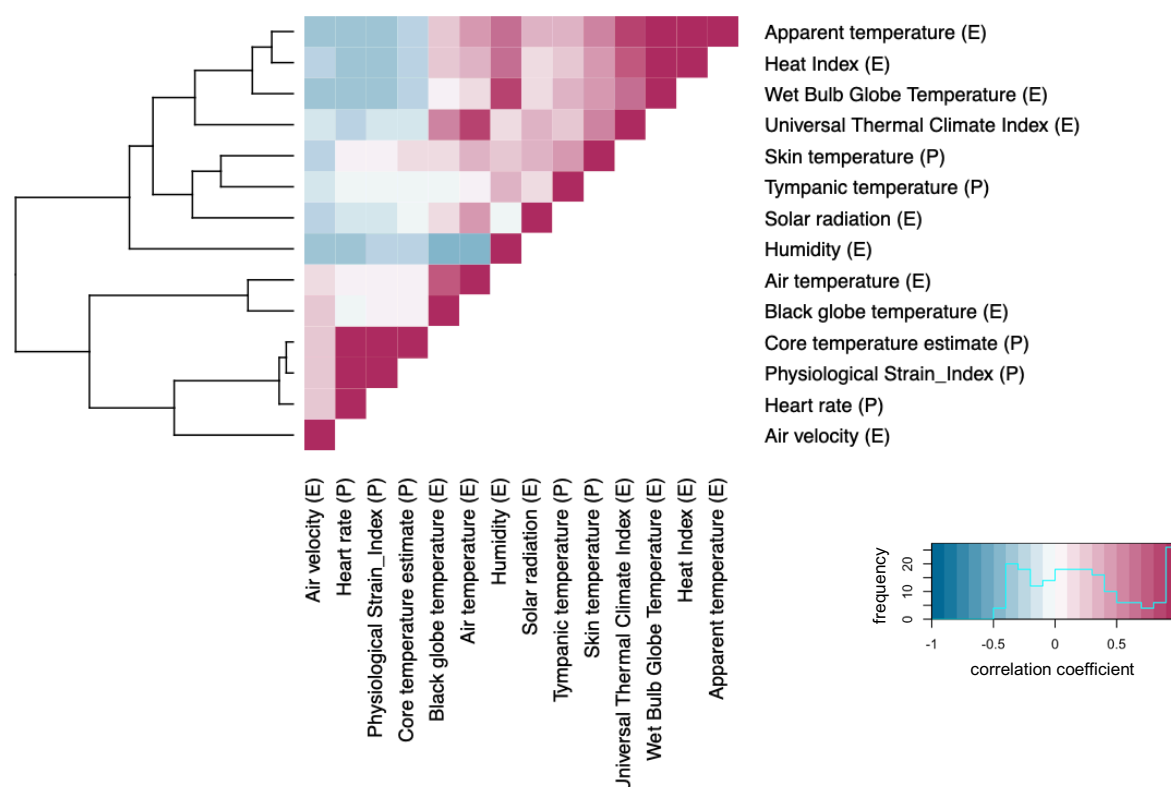 Apparent temperature (E)
Heat Index (E)
Wet Bulb Globe Temperature (E)
Universal Thermal Climate Index (E)
Skin temperature (P)
Tympanic temperature (P)
Solar radiation (E)
Humidity (E)
Air temperature (E)
Black globe temperature (E)
Core temperature estimate (P)
Physiological Strain_Index (P)
Heart rate (P)
Air velocity (E)
Air velocity (E)
Heart rate (P)
Physiological Strain_Index (P)
Core temperature estimate (P)
Black globe temperature (E)
Air temperature (E)
Humidity (E)
Solar radiation (E)
Tympanic temperature (P)
Skin temperature (P)
Universal Thermal Climate Index (E)
Wet Bulb Globe Temperature (E)
Heat Index (E)
Apparent temperature (E)
frequency
20
10
0
-1 -0.5 0 0.5
correlation coefficient